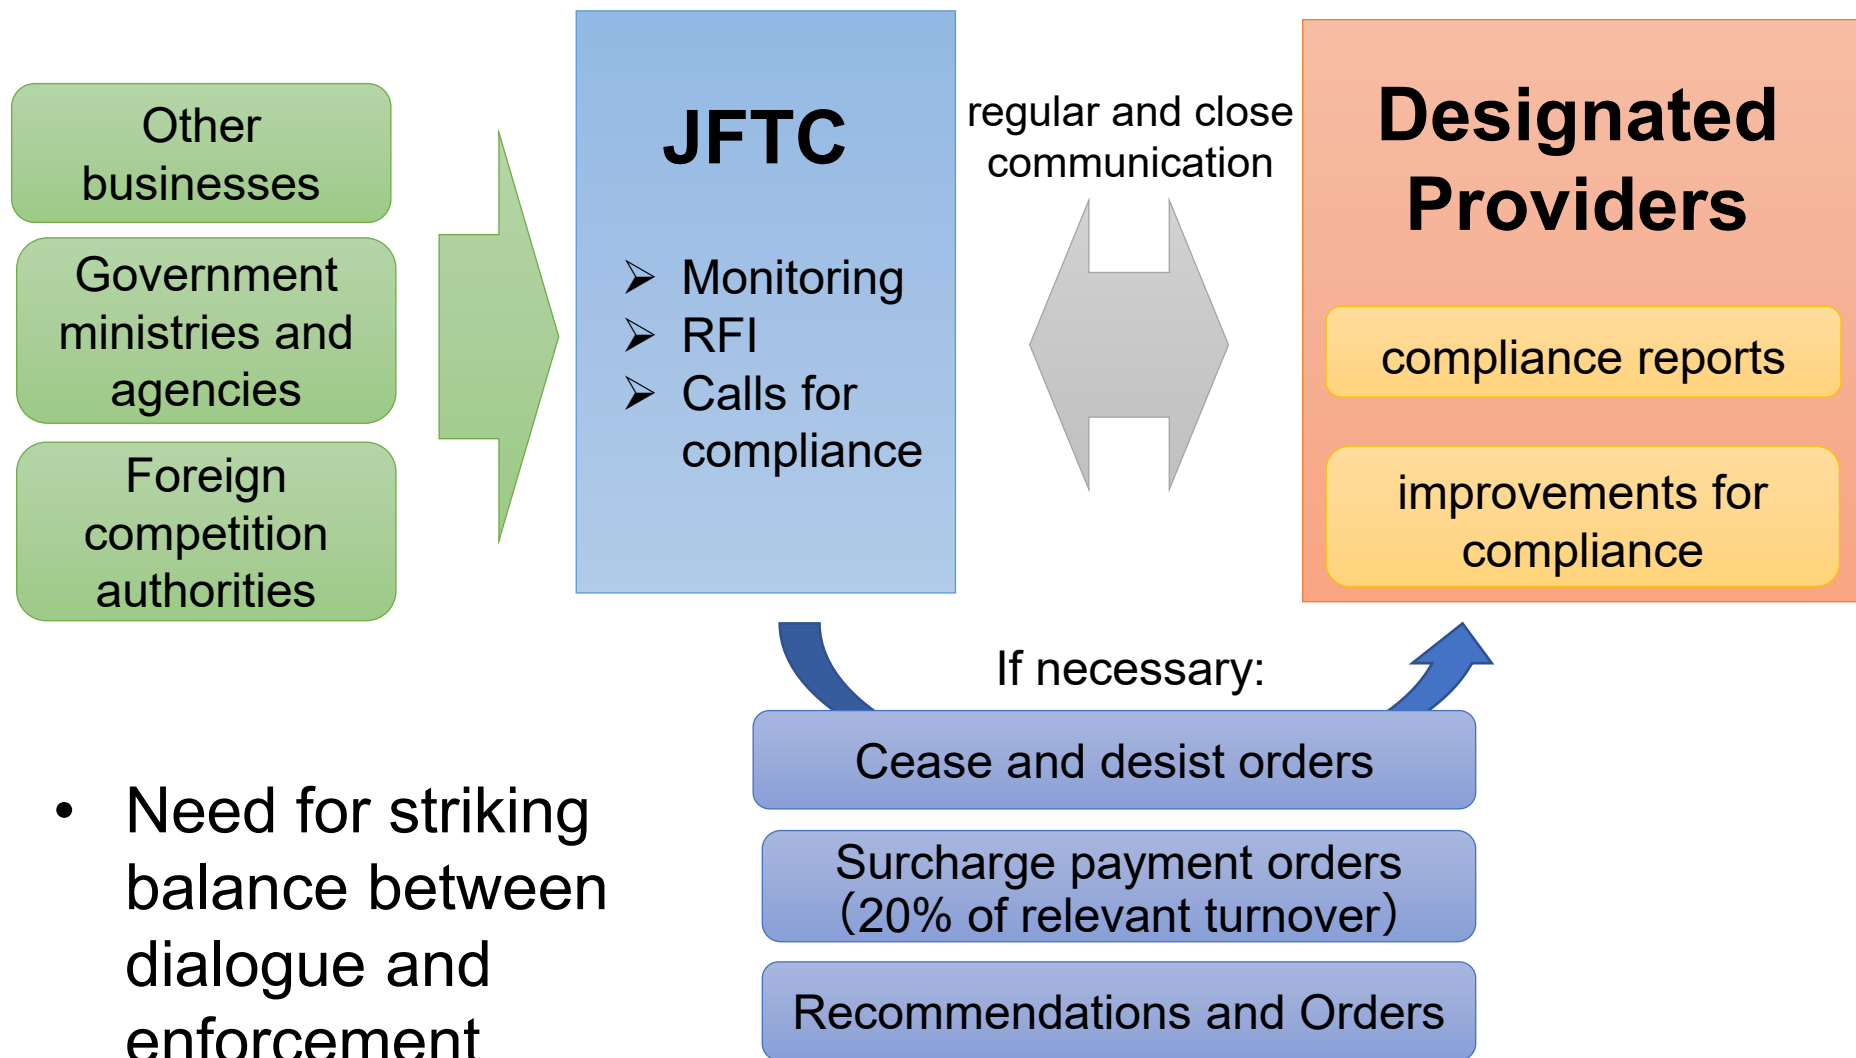 Other
businesses
Government
ministries and
agencies
Foreign
competition
authorities
JFTC
➢ Monitoring
➢ RFI
➢ Calls for
compliance
regular and close
communication
Designated
Providers
compliance reports
improvements for
compliance
If necessary:
Cease and desist orders
Surcharge payment orders
（20% of relevant turnover）
Recommendations and Orders
• Need for striking
balance between
dialogue and
enforcement